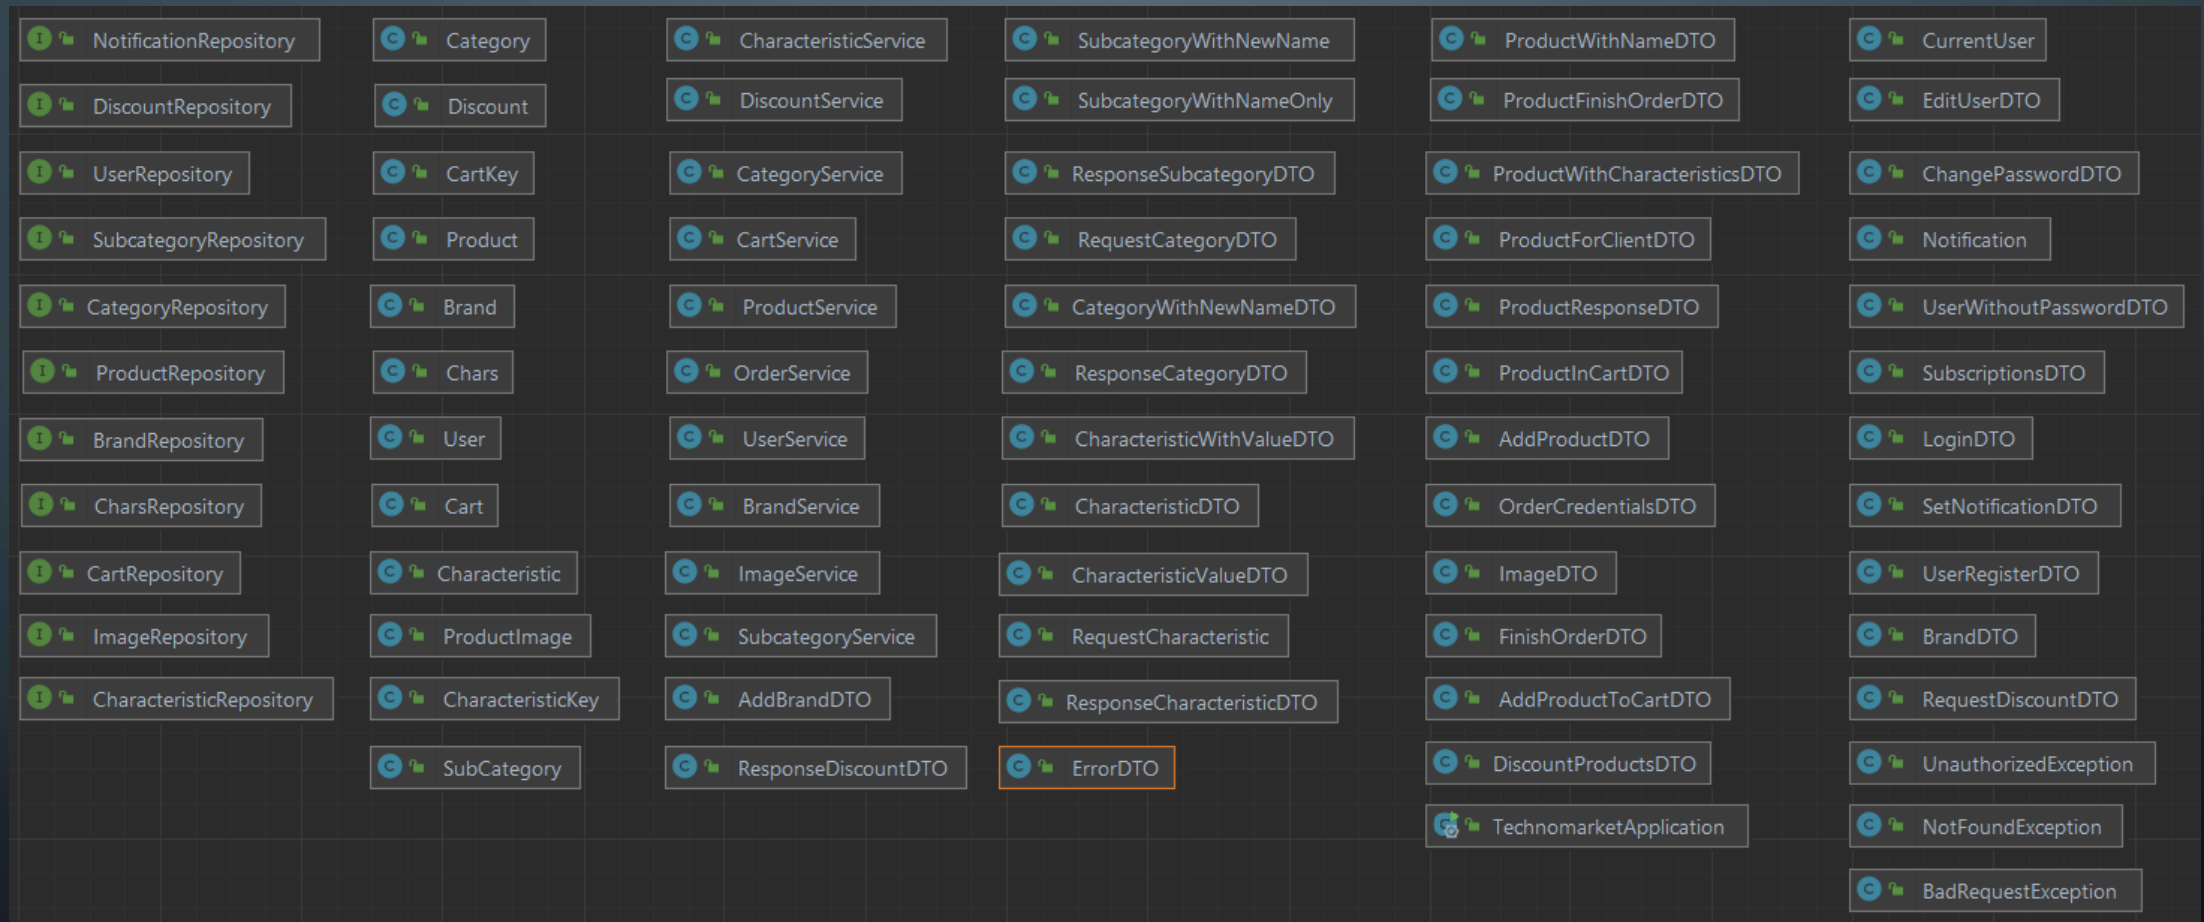 NotificationRepository
DiscountRepository
UserRepository
SubcategoryRepository
CategoryRepository
ProductRepository
BrandRepository
CharsRepository
CartRepository
ImageRepository
CharacteristicRepository
Category
Discount
CartKey
Product
Brand
Chars
User
Cart
Characteristic
ProductImage
CharacteristicKey
SubCategory
CharacteristicService
DiscountService
CategoryService
CartService
ProductService
OrderService
UserService
BrandService
ImageService
SubcategoryService
AddBrandDTO
ResponseDiscountDTO
SubcategoryWithNewName
SubcategoryWithNameOnly
ResponseSubcategoryDTO
RequestCategoryDTO
CategoryWithNewNameDTO
ResponseCategoryDTO
CharacteristicWithValueDTO
CharacteristicDTO
CharacteristicValueDTO
RequestCharacteristic
ResponseCharacteristicDTO
ErrorDTO
ProductWithNameDTO
ProductFinishOrderDTO
ProductWithCharacteristicsDTO
ProductForClientDTO
ProductResponseDTO
ProductInCartDTO
AddProductDTO
OrderCredentialsDTO
ImageDTO
FinishOrderDTO
AddProductToCartDTO
DiscountProductsDTO
TechnomarketApplication
CurrentUser
EditUserDTO
ChangePasswordDTO
Notification
UserWithoutPasswordDTO
SubscriptionsDTO
LoginDTO
SetNotificationDTO
UserRegisterDTO
BrandDTO
RequestDiscountDTO
UnauthorizedException
NotFoundException
BadRequestException